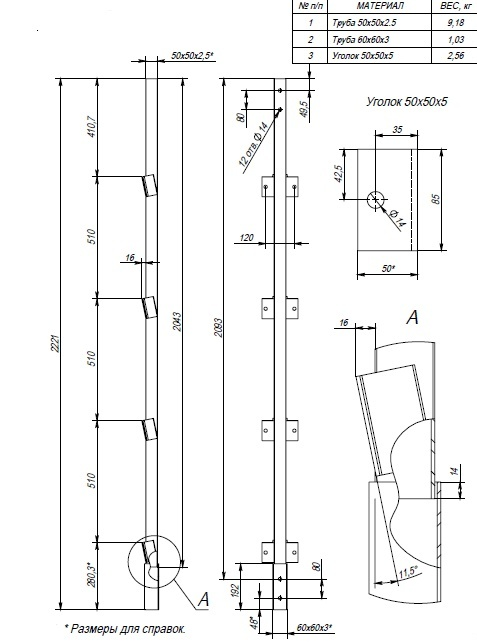 № п/п МАТЕРИАЛ ВЕС, кг
1 Труба 50х50х2.5 9,18
2 Труба 60х60х3 1,03
3 Уголок 50х50х5 2,56
50х50х2,5*
410,7
510
16
510
510
280,3*
2221
2043
А
80
49,5
12 отв. ф 14
120
2093
192
80
48*
60х60х3*
Уголок 50х50х5
35
42,5
85
ф 14
50*
А
16
14
11,5°
* Размеры для справок.